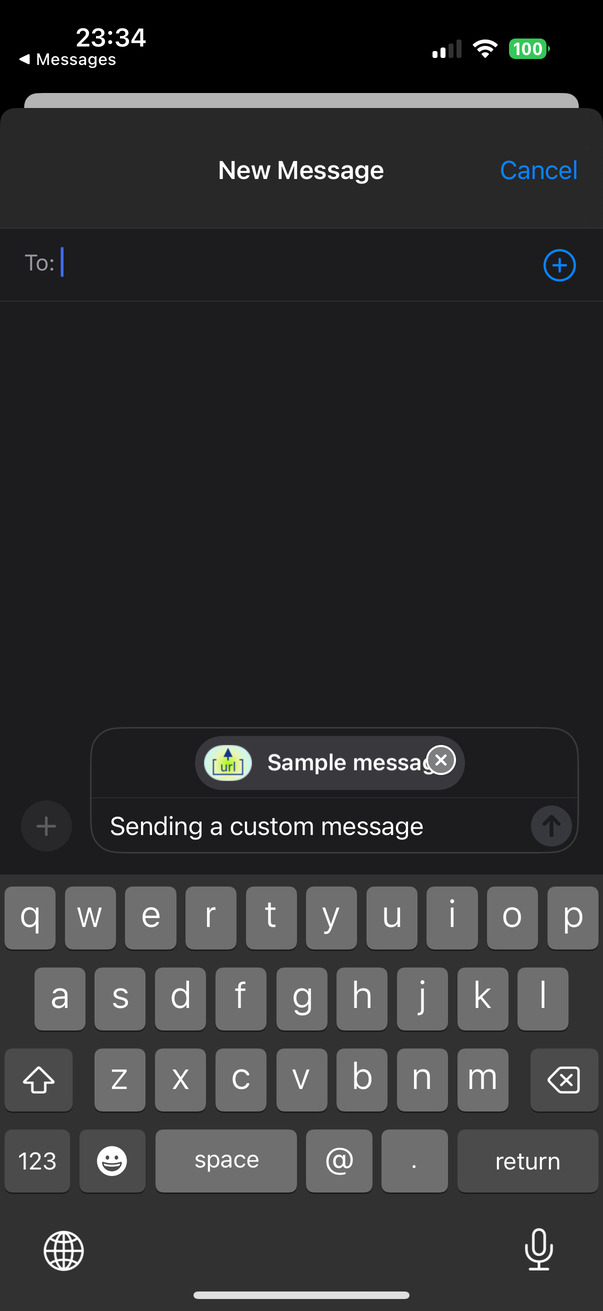 23:34
◀ Messages
100
New Message
Cancel
To:
[url]
Sample messag
Sending a custom message
q w e r t y u i o p
a s d f g h j k l
z x c v b n m
123 space @ . return